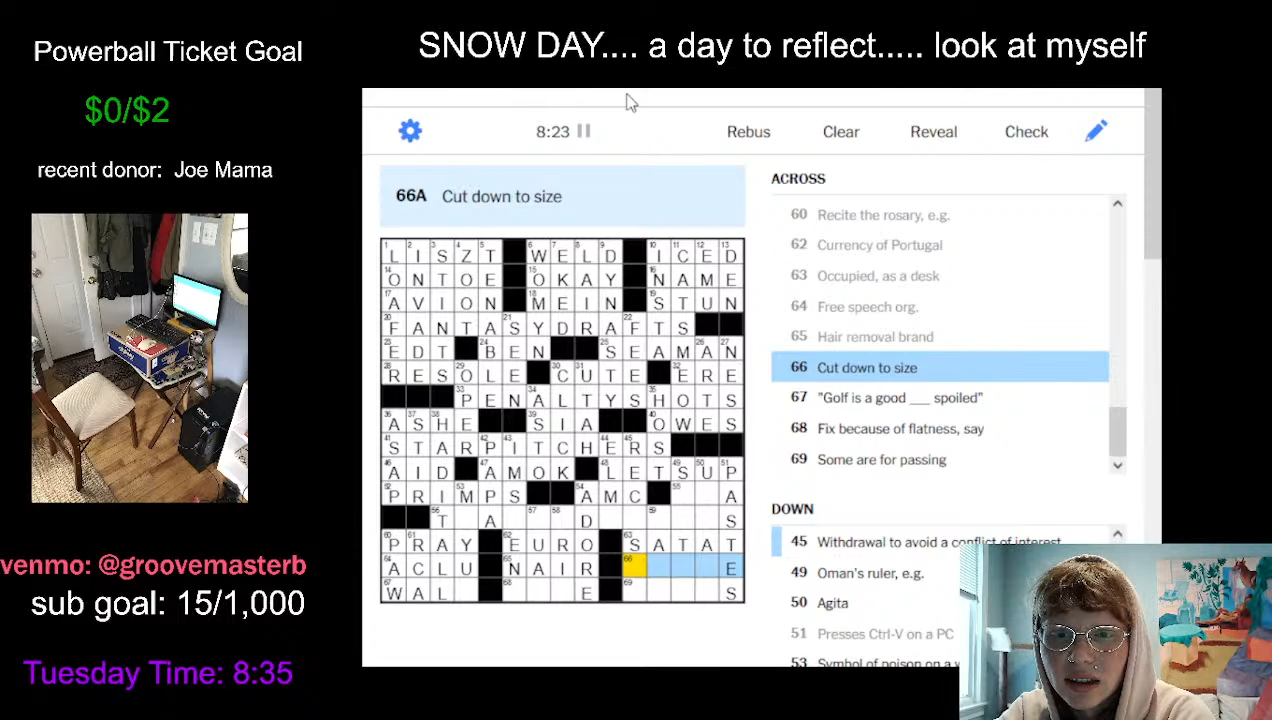 Powerball Ticket Goal
$0/$2
recent donor: Joe Mama
SNOW DAY.... a day to reflect..... look at myself
8:23
Rebus
Clear
Reveal
Check
66A Cut down to size
L I S Z T W E L D I C E D
O N T O E O K A Y N A M E
A V I O N M E I N S T U N
F A N T A S Y D R A F T S
E D T B E N S E A M A N
R E S O L E C U T E E R E
P E N A L T Y S H O T S
A S H E S I A O W E S
S T A R P I T C H E R S
A I D A M O K L E T S U P
P R I M P S A M C A
T A D S
P R A Y E U R O S A T A T
A C L U N A I R E
W A L E S
ACROSS
60 Recite the rosary, e.g.
62 Currency of Portugal
63 Occupied, as a desk
64 Free speech org.
65 Hair removal brand
66 Cut down to size
67 "Golf is a good ___ spoiled"
68 Fix because of flatness, say
69 Some are for passing
DOWN
45 Withdrawal to avoid a conflict of interest
49 Oman's ruler, e.g.
50 Agita
51 Presses Ctrl-V on a PC
53 Symbol of poison on a
venmo: @groovemasterb
sub goal: 15/1,000
Tuesday Time: 8:35